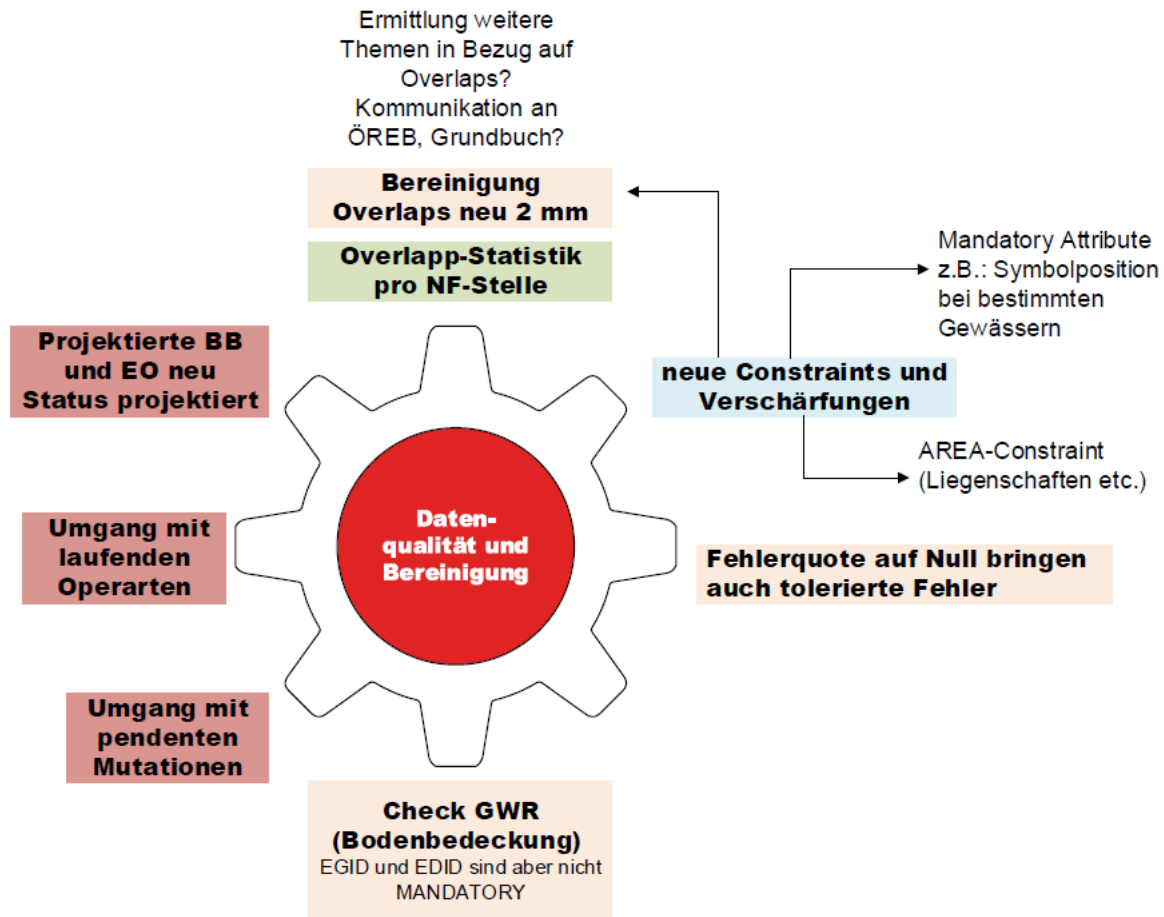 Ermittlung weitere
Themen in Bezug auf
Overlaps?
Kommunikation an
ÖREB, Grundbuch?
Bereinigung
Overlaps neu 2 mm
Overlapp-Statistik
pro NF-Stelle
Mandatory Attribute
z.B.: Symbolposition
bei bestimmten
Gewässern
Projektierte BB
und EO neu
Status projektiert
neue Constraints und
Verschärfungen
AREA-Constraint
(Liegenschaften etc.)
Umgang mit
laufenden
Operarten
Daten-
qualität und
Bereinigung
Fehlerquote auf Null bringen
auch tolerierte Fehler
Umgang mit
pendenten
Mutationen
Check GWR
(Bodenbedeckung)
EGID und EDID sind aber nicht
MANDATORY